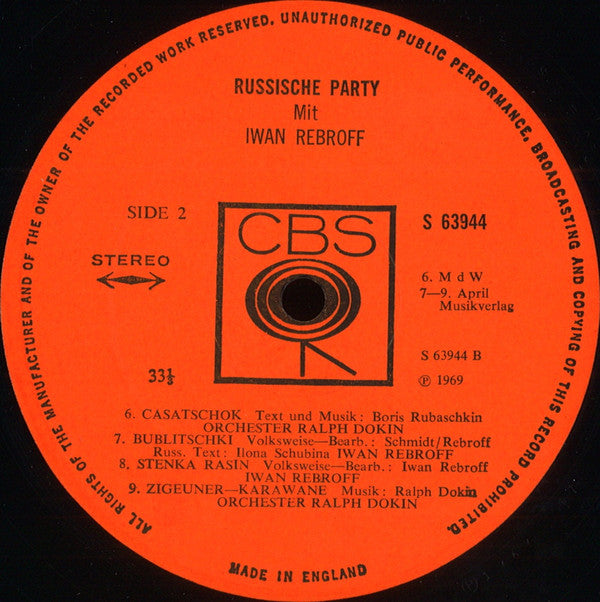 ALL RIGHTS OF THE MANUFACTURER AND OF THE OWNER OF THE RECORDED WORK RESERVED. UNAUTHORIZED PUBLIC PERFORMANCE, BROADCASTING AND COPYING OF THIS RECORD PROHIBITED.
RUSSISCHE PARTY
Mit
IWAN REBROFF
SIDE 2
CBS
S 63944
STEREO
6. M d W
7—9. April
Musikverlag
33⅓
S 63944 B
℗ 1969
6. CASATSCHOK Text und Musik : Boris Rubaschkin
ORCHESTER RALPH DOKIN
7. BUBLITSCHKI Volksweise—Bearb. : Schmidt/Rebroff
Russ. Text : Ilona Schubina IWAN REBROFF
8. STENKA RASIN Volksweise—Bearb. : Iwan Rebroff
IWAN REBROFF
9. ZIGEUNER—KARAWANE Musik : Ralph Dokin
ORCHESTER RALPH DOKIN
MADE IN ENGLAND